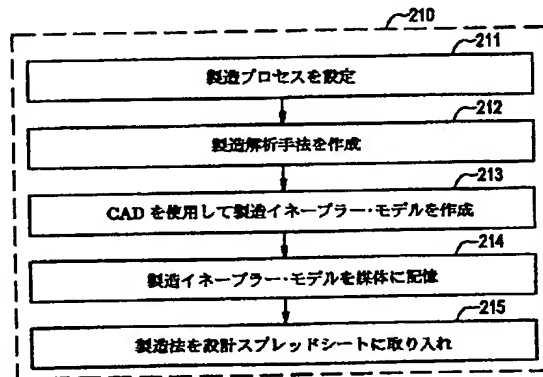 210
211
製造プロセスを設定
212
製造解析手法を作成
213
CAD を使用して製造イネーブラー・モデルを作成
214
製造イネーブラー・モデルを媒体に記憶
215
製造法を設計スプレッドシートに取り入れ